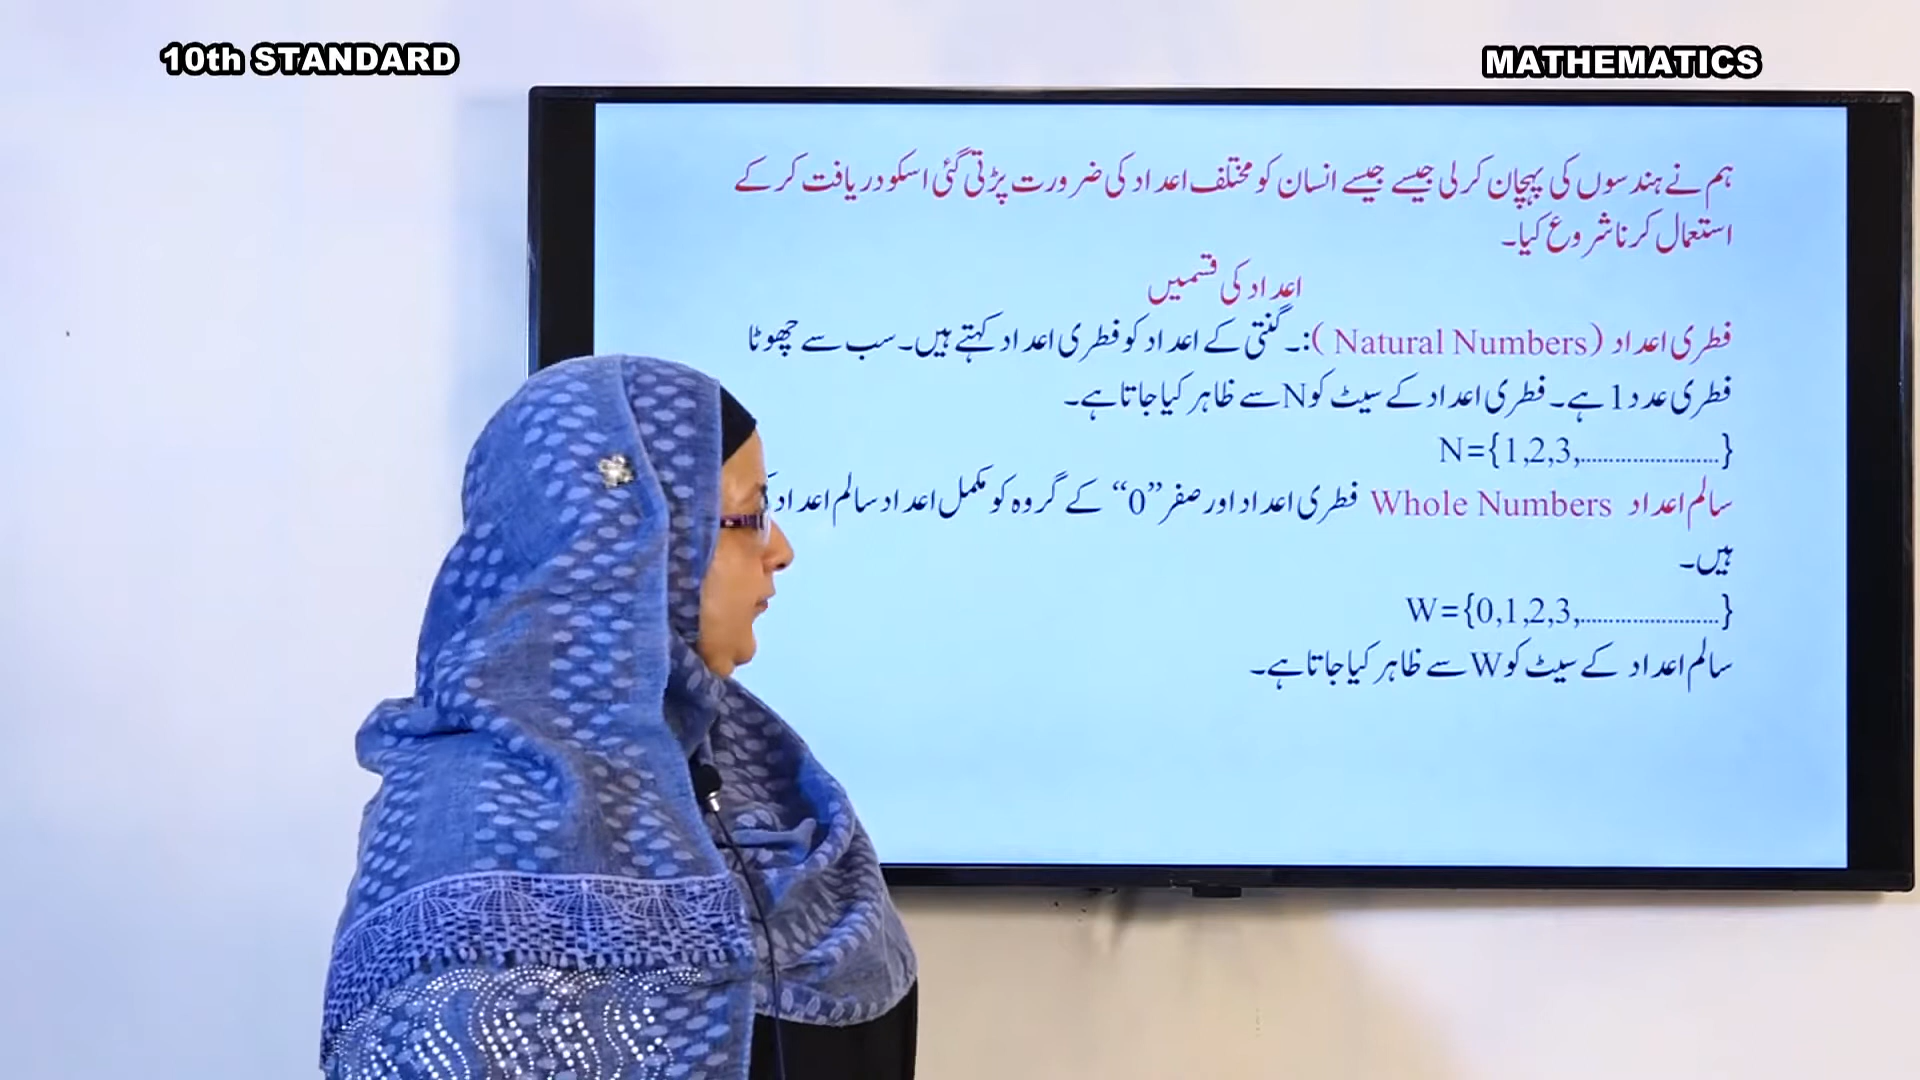 10th STANDARD
MATHEMATICS
ہم نے ہندسوں کی پہچان کرلی جیسے جیسے انسان کو مختلف اعداد کی ضرورت پڑتی گئی اسکو دریافت کر کے
استعمال کرنا شروع کیا۔
اعداد کی قسمیں
فطری اعداد (Natural Numbers ):۔ گنتی کے اعداد کو فطری اعداد کہتے ہیں۔ سب سے چھوٹا
فطری عدد 1 ہے۔ فطری اعداد کے سیٹ کو N سے ظاہر کیا جاتا ہے۔
N={1,2,3,........................}
سالم اعداد Whole Numbers فطری اعداد اور صفر ”0“ کے گروہ کو مکمل اعداد سالم اعداد
ہیں۔
W={0,1,2,3,........................}
سالم اعداد کے سیٹ کو W سے ظاہر کیا جاتا ہے۔